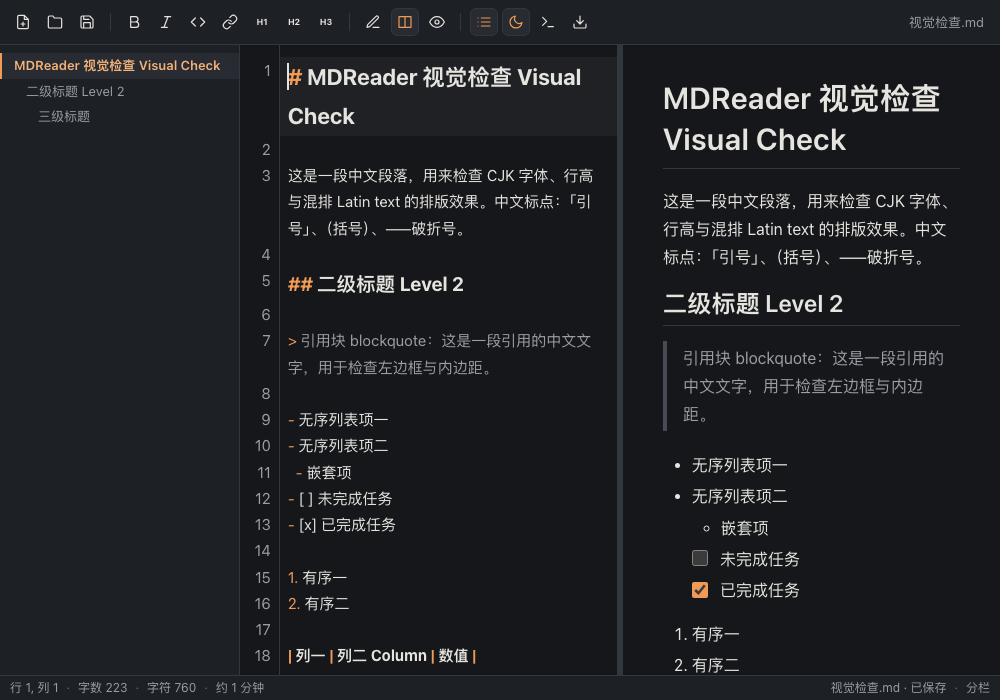 B I <> H1 H2 H3 视觉检查.md
MDReader 视觉检查 Visual Check
二级标题 Level 2
三级标题
1 # MDReader 视觉检查 Visual
Check
2
3 这是一段中文段落，用来检查 CJK 字体、行高
与混排 Latin text 的排版效果。中文标点：「引
号」、（括号）、——破折号。
4
5 ## 二级标题 Level 2
6
7 > 引用块 blockquote：这是一段引用的中文文
字，用于检查左边框与内边距。
8
9 - 无序列表项一
10 - 无序列表项二
11 - 嵌套项
12 - [ ] 未完成任务
13 - [x] 已完成任务
14
15 1. 有序一
16 2. 有序二
17
18 | 列一 | 列二 Column | 数值 |
MDReader 视觉检查
Visual Check
这是一段中文段落，用来检查 CJK 字体、
行高与混排 Latin text 的排版效果。中文
标点：「引号」、（括号）、——破折号。
二级标题 Level 2
引用块 blockquote：这是一段引用的
中文文字，用于检查左边框与内边
距。
• 无序列表项一
• 无序列表项二
◦ 嵌套项
未完成任务
已完成任务
1. 有序一
2. 有序二
行 1, 列 1 · 字数 223 · 字符 760 · 约 1 分钟
视觉检查.md · 已保存 · 分栏